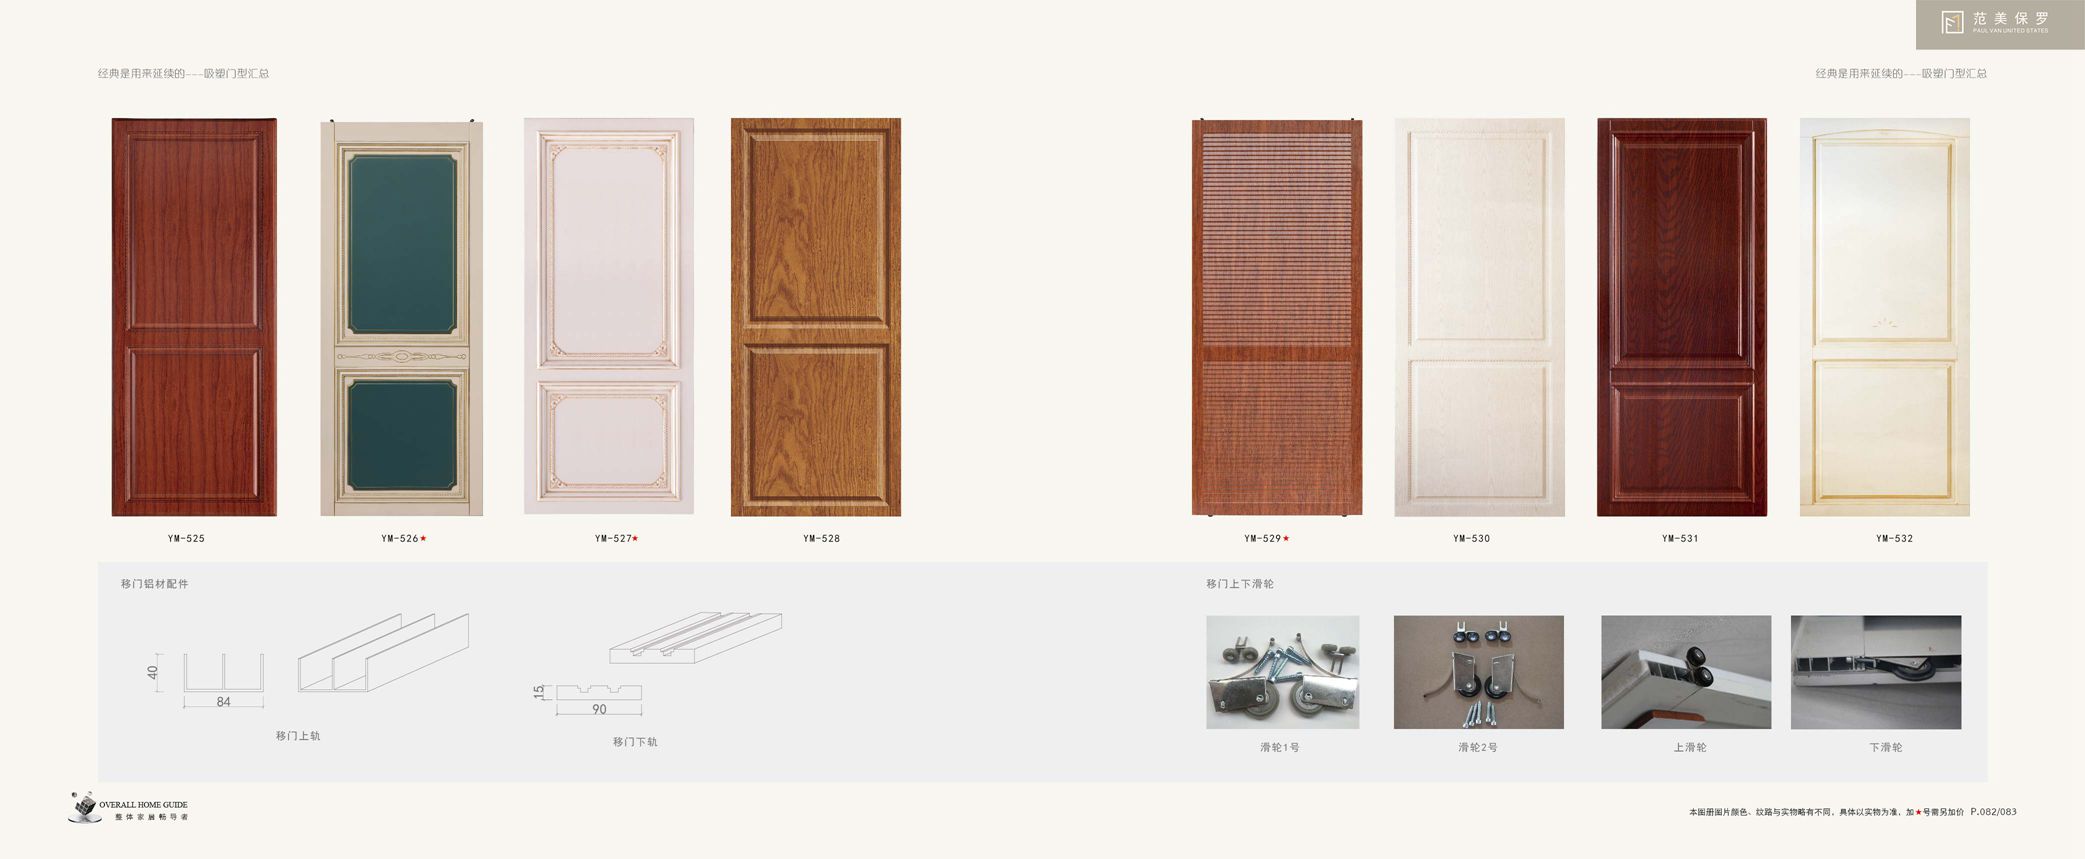 范美保罗
PAUL VAN UNITED STATES
经典是用来延续的---吸塑门型汇总
经典是用来延续的---吸塑门型汇总
YM-525
YM-526★
YM-527★
YM-528
YM-529★
YM-530
YM-531
YM-532
移门铝材配件
40
84
移门上轨
15
90
移门下轨
移门上下滑轮
滑轮1号
滑轮2号
上滑轮
下滑轮
OVERALL HOME GUIDE
整体家居畅导者
本图册图片颜色、纹路与实物略有不同，具体以实物为准，加★号需另加价 P.082/083